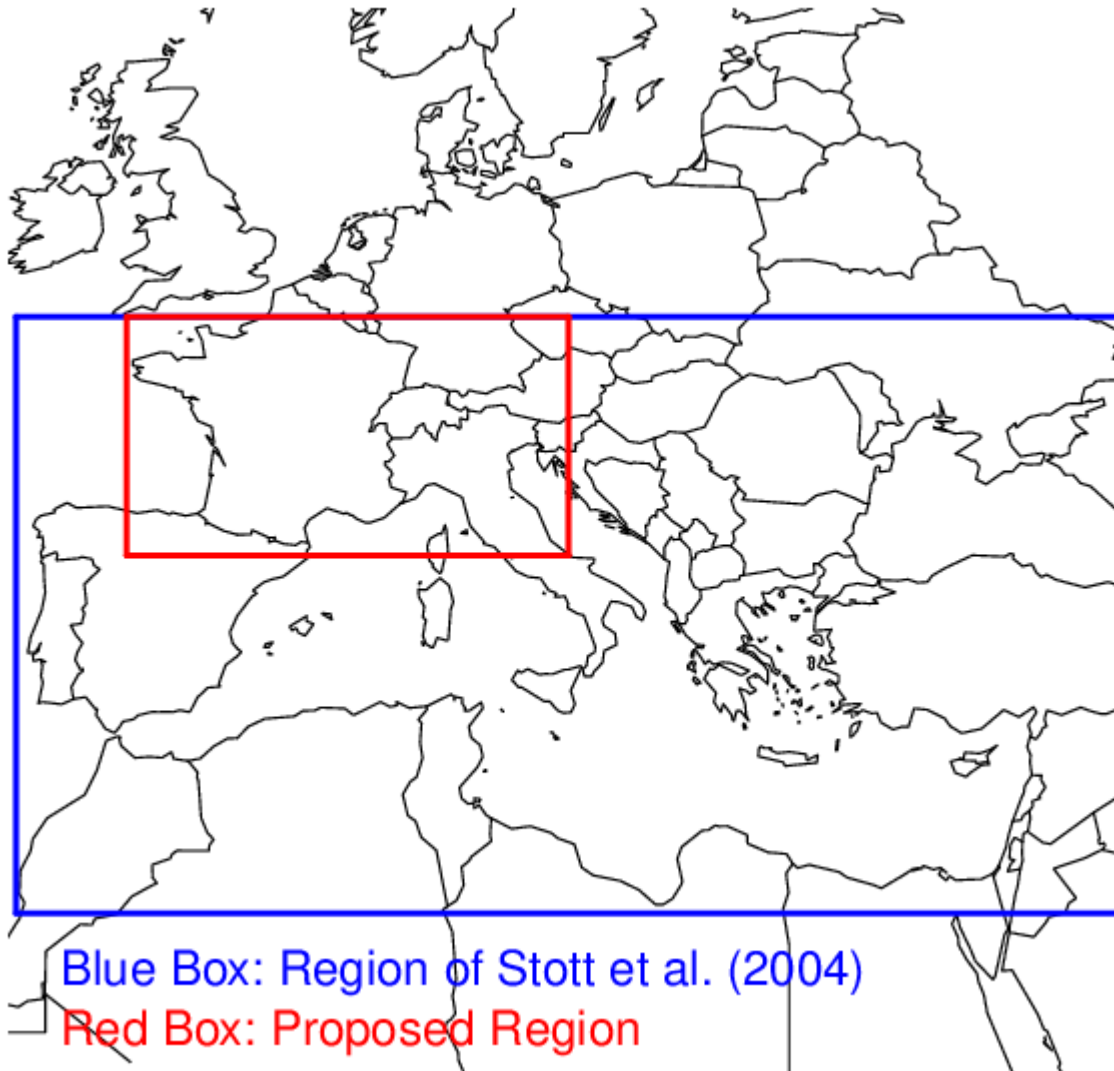 Blue Box: Region of Stott et al. (2004)
Red Box: Proposed Region